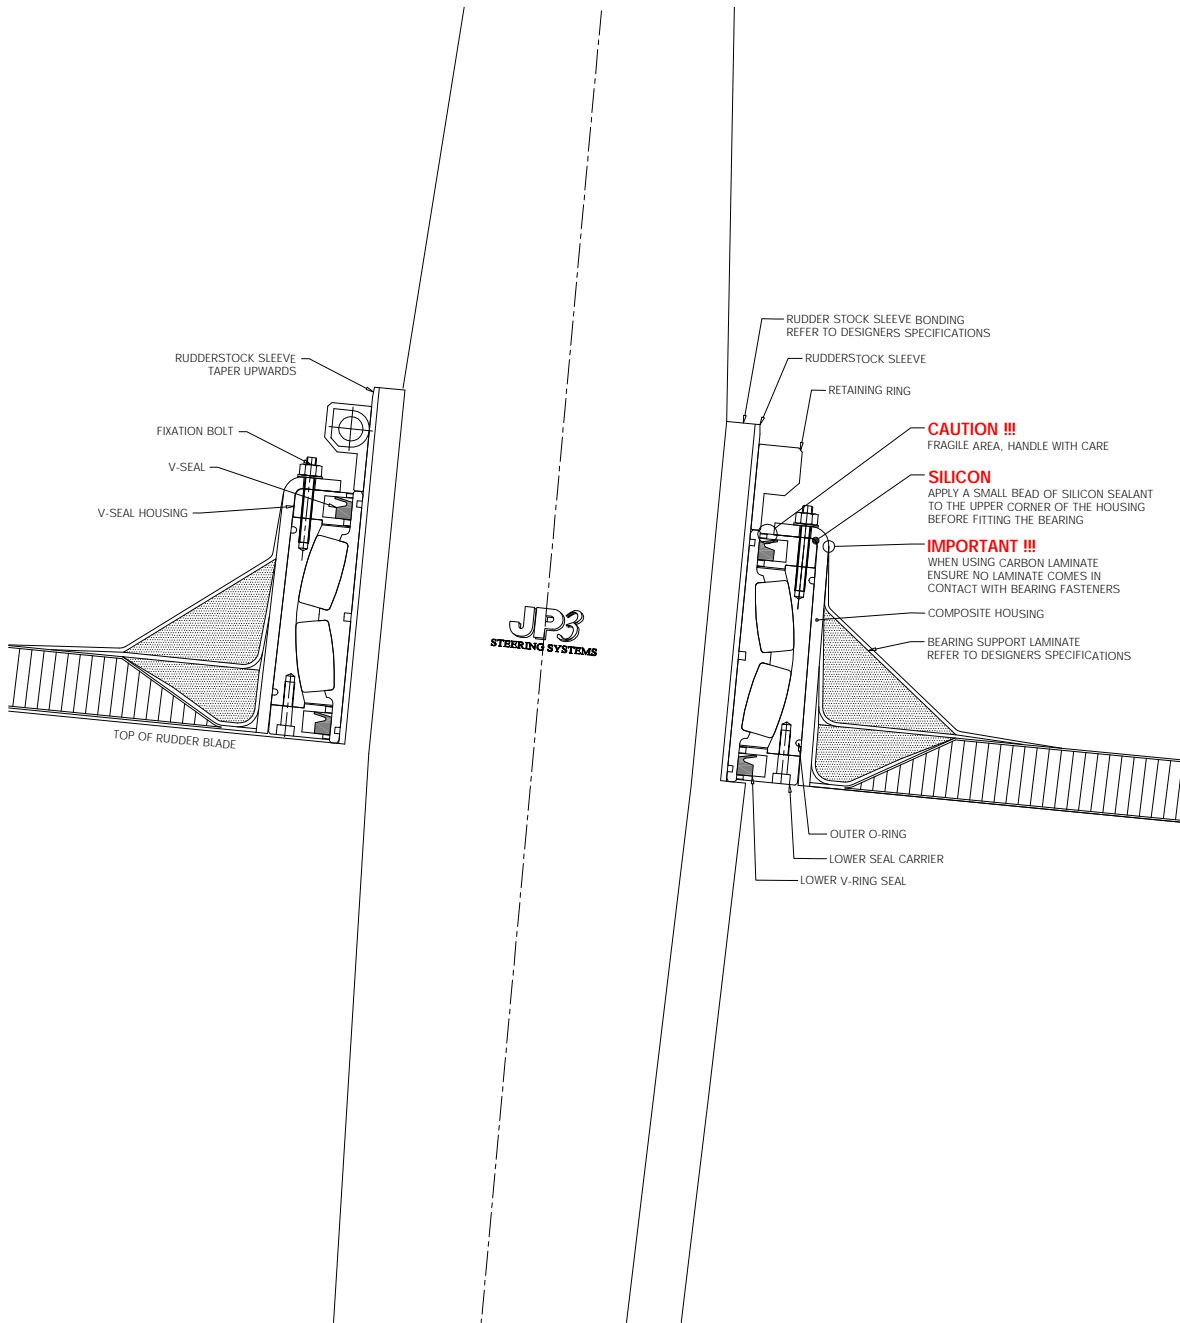 RUDDER STOCK SLEEVE BONDING
REFER TO DESIGNERS SPECIFICATIONS
RUDDERSTOCK SLEEVE
TAPER UPWARDS
RUDDERSTOCK SLEEVE
RETAINING RING
FIXATION BOLT
CAUTION !!!
FRAGILE AREA, HANDLE WITH CARE
V-SEAL
SILICON
APPLY A SMALL BEAD OF SILICON SEALANT
TO THE UPPER CORNER OF THE HOUSING
BEFORE FITTING THE BEARING
V-SEAL HOUSING
IMPORTANT !!!
WHEN USING CARBON LAMINATE
ENSURE NO LAMINATE COMES IN
CONTACT WITH BEARING FASTENERS
COMPOSITE HOUSING
JP3
STEERING SYSTEMS
BEARING SUPPORT LAMINATE
REFER TO DESIGNERS SPECIFICATIONS
TOP OF RUDDER BLADE
OUTER O-RING
LOWER SEAL CARRIER
LOWER V-RING SEAL